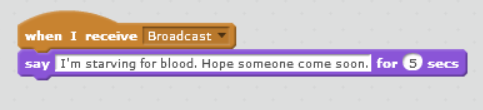 when I receive Broadcast
say I'm starving for blood. Hope someone come soon. for 5 secs